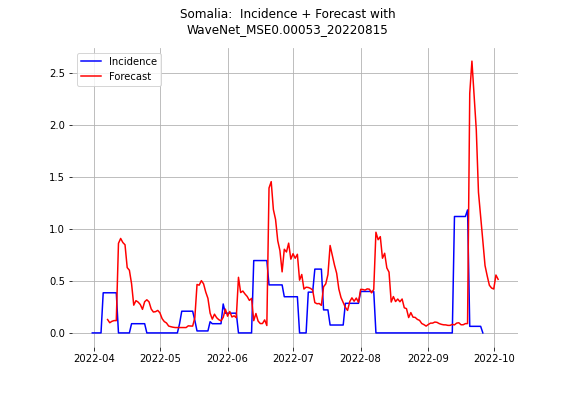 Somalia:  Incidence + Forecast with
WaveNet_MSE0.00053_20220815
Incidence
Forecast
2.5
2.0
1.5
1.0
0.5
0.0
2022-04 2022-05 2022-06 2022-07 2022-08 2022-09 2022-10